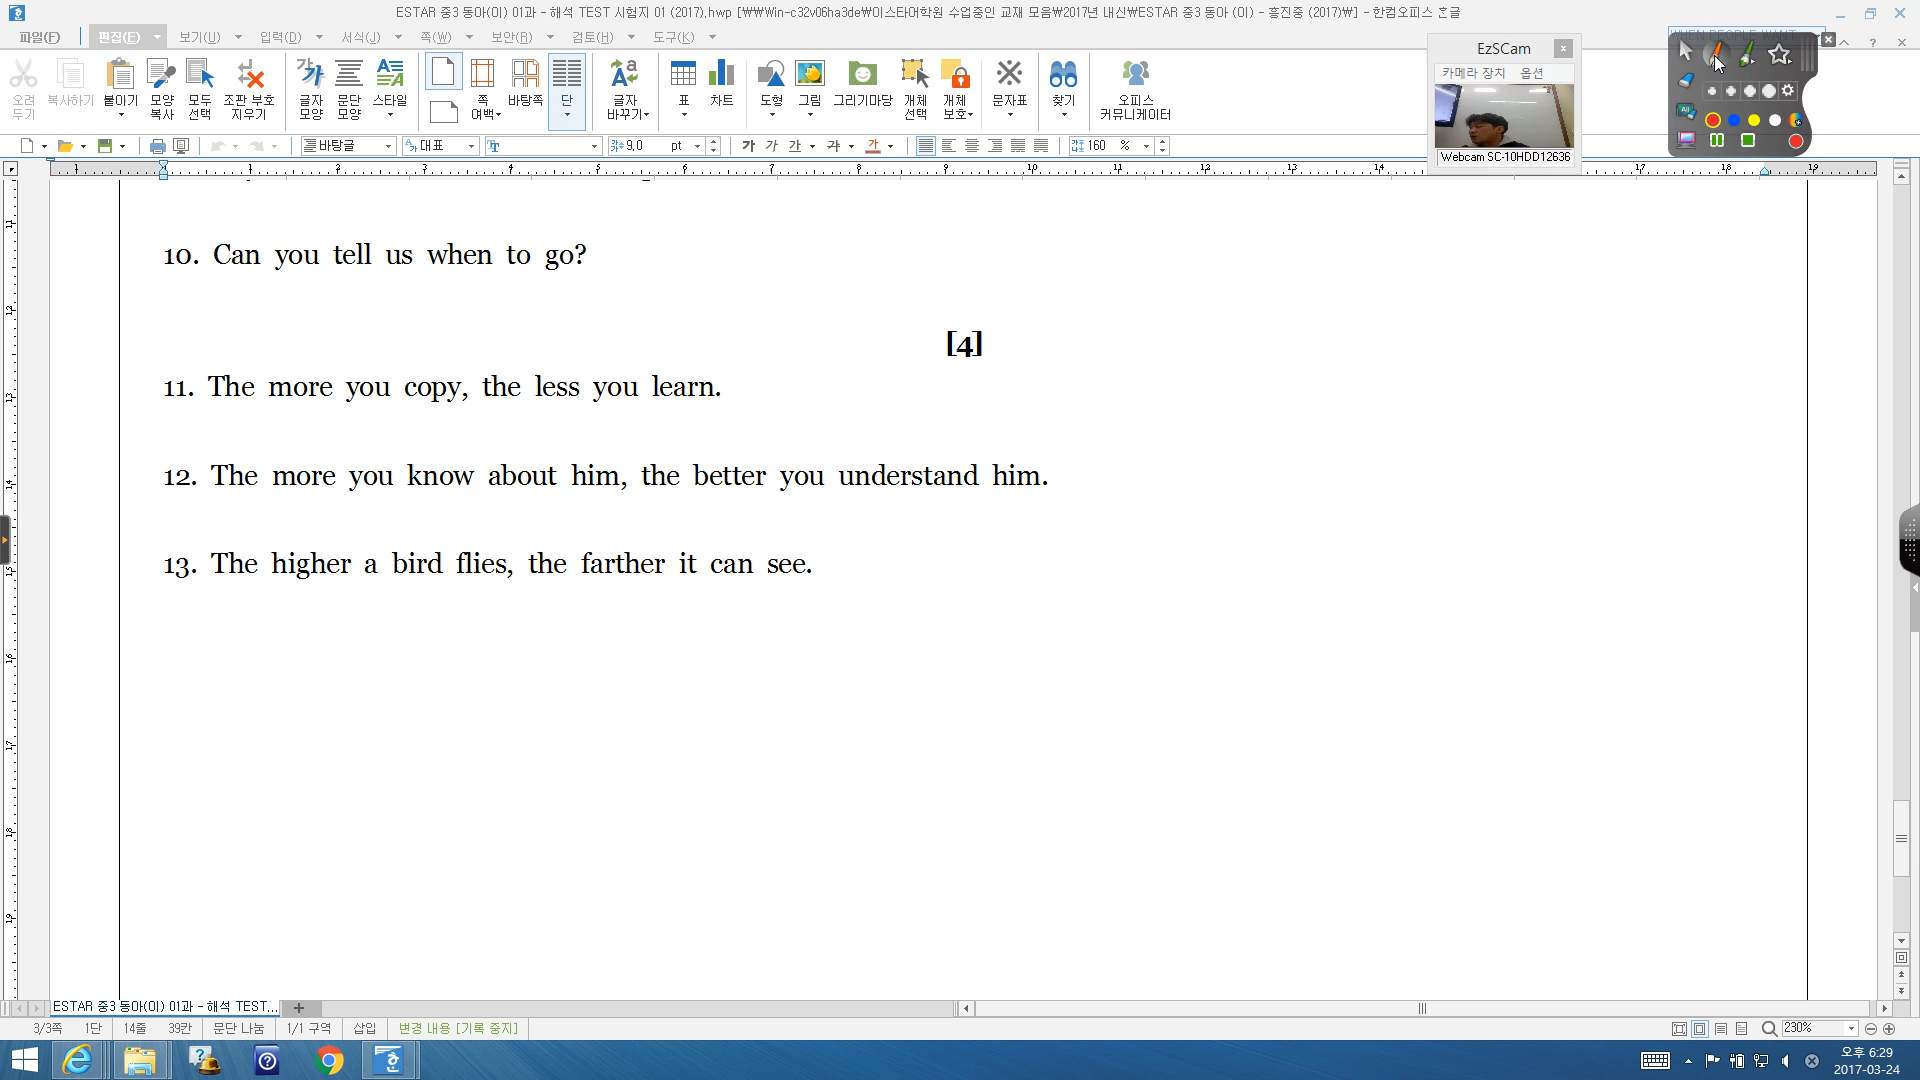 ESTAR 중3 동아(이) 01과 - 해석 TEST 시험지 01 (2017).hwp [₩₩Win-c32v06ha3de₩이스타어학원 수업중인 교재 모음₩2017년 내신₩ESTAR 중3 동아 (이) - 홍진중 (2017)₩] - 한컴오피스 흔글
파일(F) 편집(E) 보기(U) 입력(D) 서식(J) 쪽(W) 보안(R) 검토(H) 도구(K)
EzSCam
카메라 장치 옵션
Webcam SC-10HDD12636
오려 두기 복사하기 붙이기 모양 복사 모두 선택 조판 부호 지우기 글자 모양 문단 모양 스타일 쪽 여백 바탕쪽 단 글자 바꾸기 표 차트 도형 그림 그리기마당 개체 선택 개체 보호 문자표 찾기 오피스 커뮤니케이터
바탕글 대표 9,0 pt 가 가 가 가 가 160 %
10. Can you tell us when to go?
[4]
11. The more you copy, the less you learn.
12. The more you know about him, the better you understand him.
13. The higher a bird flies, the farther it can see.
ESTAR 중3 동아(이) 01과 - 해석 TEST...
3/3쪽 1단 14줄 39칸 문단 나눔 1/1 구역 삽입 변경 내용 [기록 중지] 230%
오후 6:29
2017-03-24